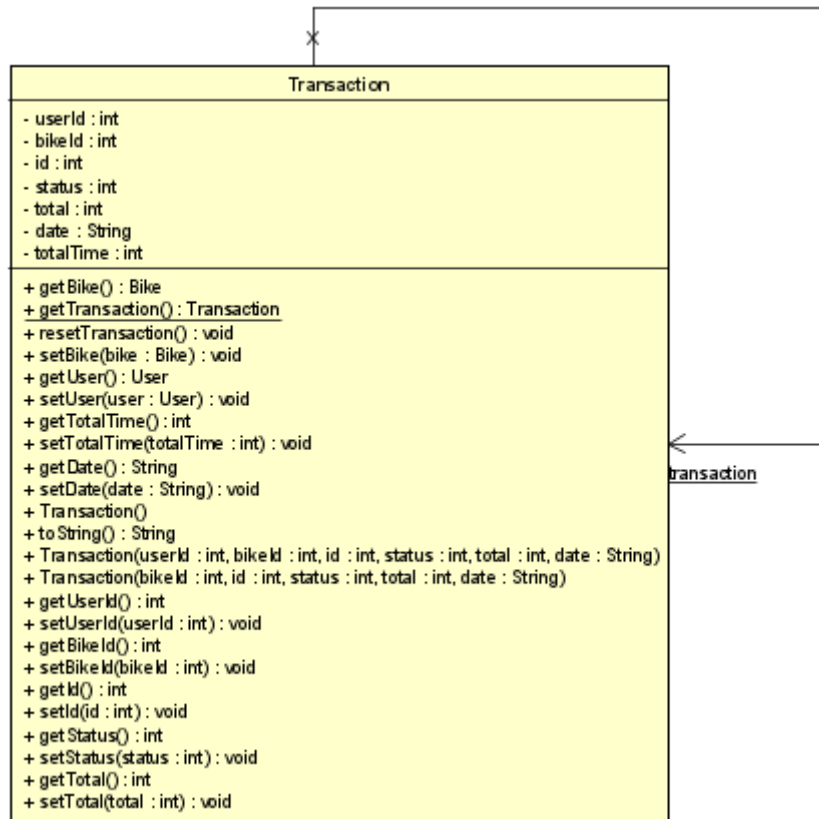 Transaction
- userId : int
- bikeId : int
- id : int
- status : int
- total : int
- date : String
- totalTime : int
+ getBike() : Bike
+ getTransaction() : Transaction
+ resetTransaction() : void
+ setBike(bike : Bike) : void
+ getUser() : User
+ setUser(user : User) : void
+ getTotalTime() : int
+ setTotalTime(totalTime : int) : void
transaction
+ getDate() : String
+ setDate(date : String) : void
+ Transaction()
+ toString() : String
+ Transaction(userId : int, bikeId : int, id : int, status : int, total : int, date : String)
+ Transaction(bikeId : int, id : int, status : int, total : int, date : String)
+ getUserId() : int
+ setUserId(userId : int) : void
+ getBikeId() : int
+ setBikeId(bikeId : int) : void
+ getId() : int
+ setId(id : int) : void
+ getStatus() : int
+ setStatus(status : int) : void
+ getTotal() : int
+ setTotal(total : int) : void